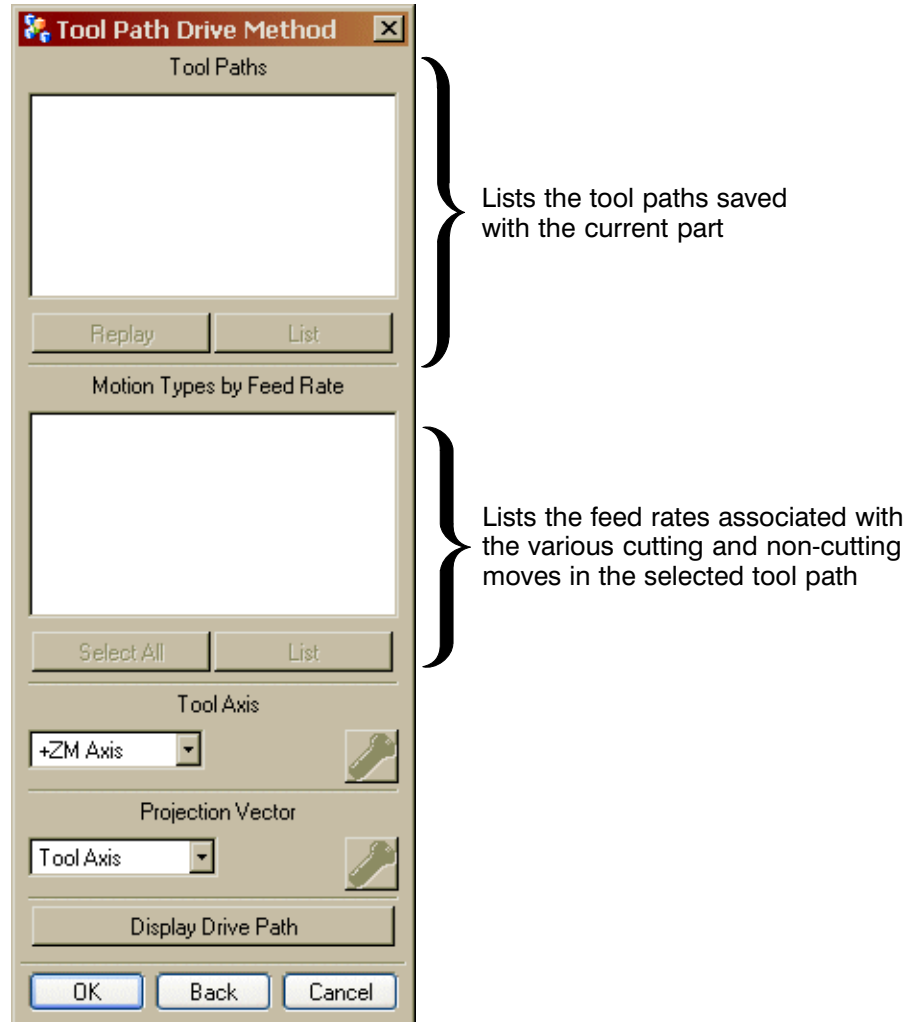 Tool Path Drive Method
Tool Paths
Replay
List
Lists the tool paths saved
with the current part
Motion Types by Feed Rate
Select All
List
Lists the feed rates associated with
the various cutting and non-cutting
moves in the selected tool path
Tool Axis
+ZM Axis
Projection Vector
Tool Axis
Display Drive Path
OK
Back
Cancel